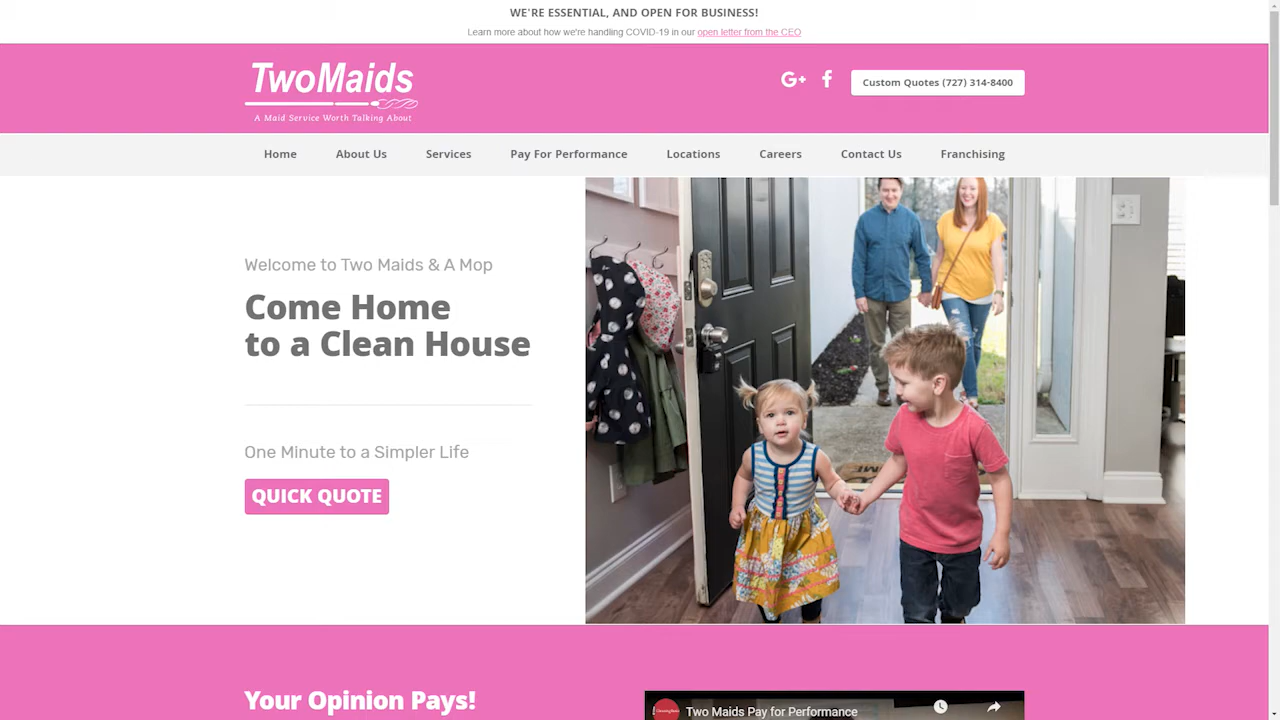 WE'RE ESSENTIAL, AND OPEN FOR BUSINESS!
Learn more about how we're handling COVID-19 in our open letter from the CEO
TwoMaids
A Maid Service Worth Talking About
G+ f Custom Quotes (727) 314-8400
Home About Us Services Pay For Performance Locations Careers Contact Us Franchising
Welcome to Two Maids & A Mop
Come Home
to a Clean House
One Minute to a Simpler Life
QUICK QUOTE
Your Opinion Pays!
Two Maids Pay for Performance